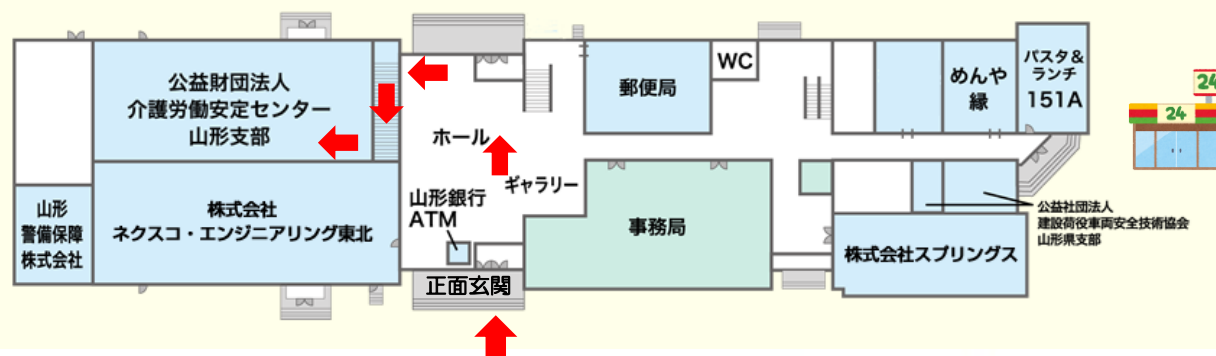 公益財団法人
介護労働安定センター
山形支部
ホール
ギャラリー
山形銀行
ATM
正面玄関
山形
警備保障
株式会社
株式会社
ネクスコ・エンジニアリング東北
郵便局
WC
事務局
めんや
縁
パスタ&
ランチ
151A
公益社団法人
建設荷役車両安全技術協会
山形県支部
株式会社スプリングス
24
24